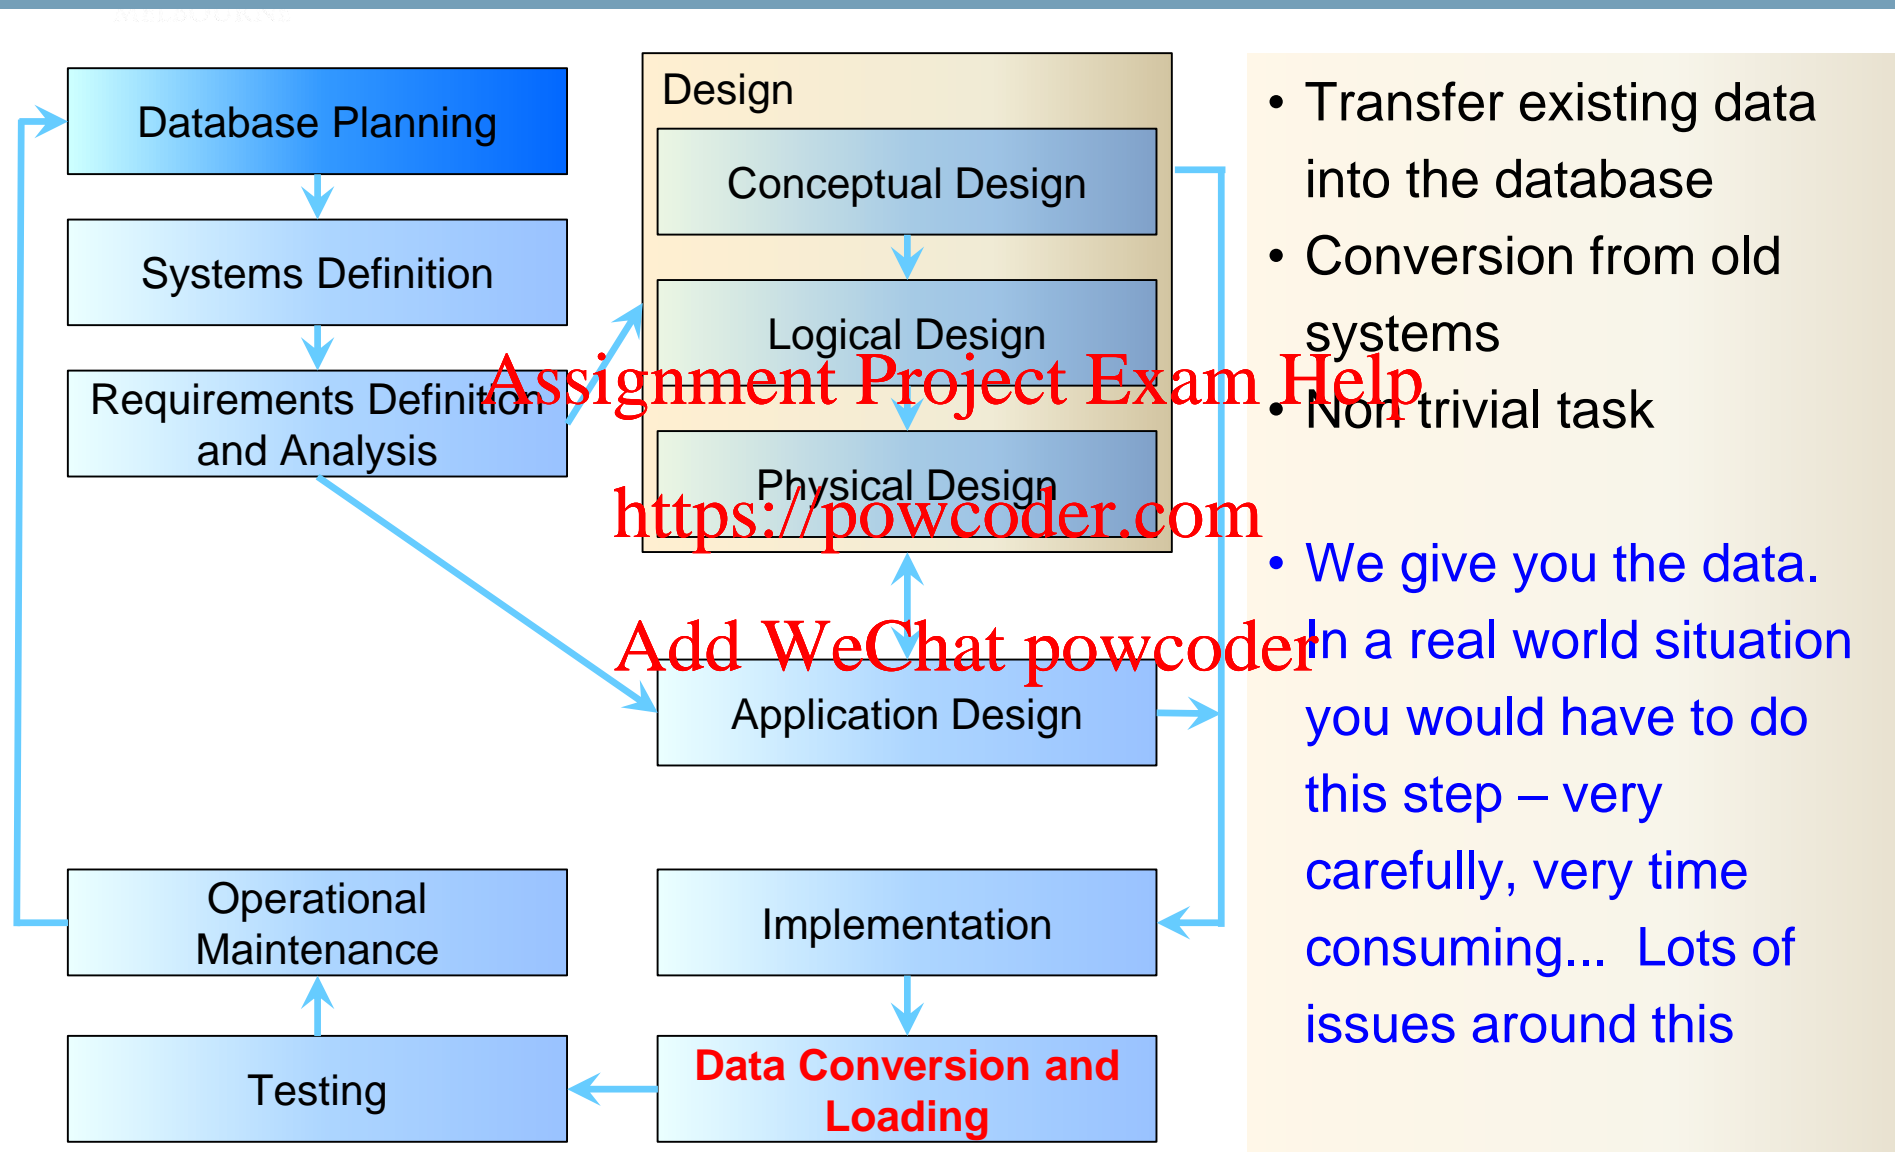 Database Planning
Systems Definition
Requirements Definition
and Analysis
Design
Conceptual Design
Logical Design
Physical Design
Application Design
Operational
Maintenance
Implementation
Testing
Data Conversion and
Loading
• Transfer existing data
into the database
• Conversion from old
systems
• Non trivial task
• We give you the data.
In a real world situation
you would have to do
this step – very
carefully, very time
consuming... Lots of
issues around this
Assignment Project Exam Help
https://powcoder.com
Add WeChat powcoder